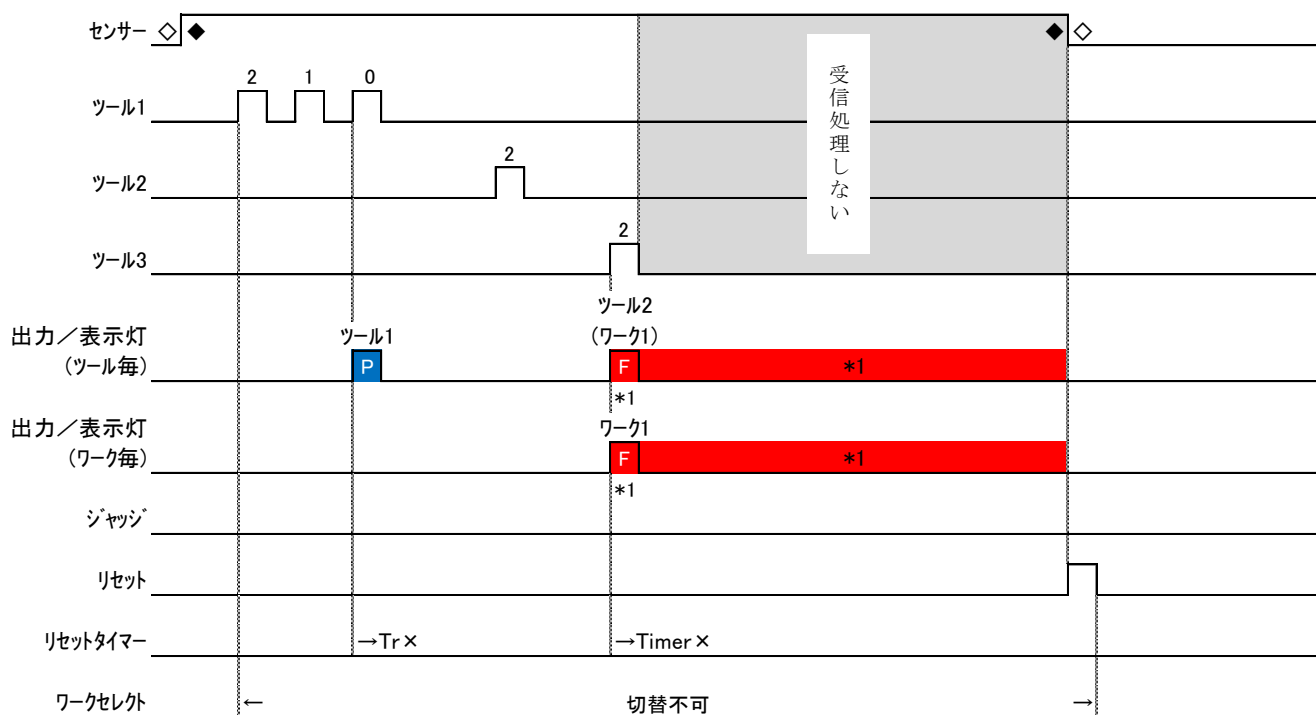 センサー ◇ ◆ ◆ ◇
受信処理しない
2 1 0
ツール1
2
ツール2
2
ツール3
ツール2
出力／表示灯 ツール1 (ワーク1)
(ツール毎) P F *1
*1
出力／表示灯 ワーク1
(ワーク毎) F *1
*1
ジャッジ
リセット
リセットタイマー →Tr× →Timer×
ワークセレクト ← 切替不可 →